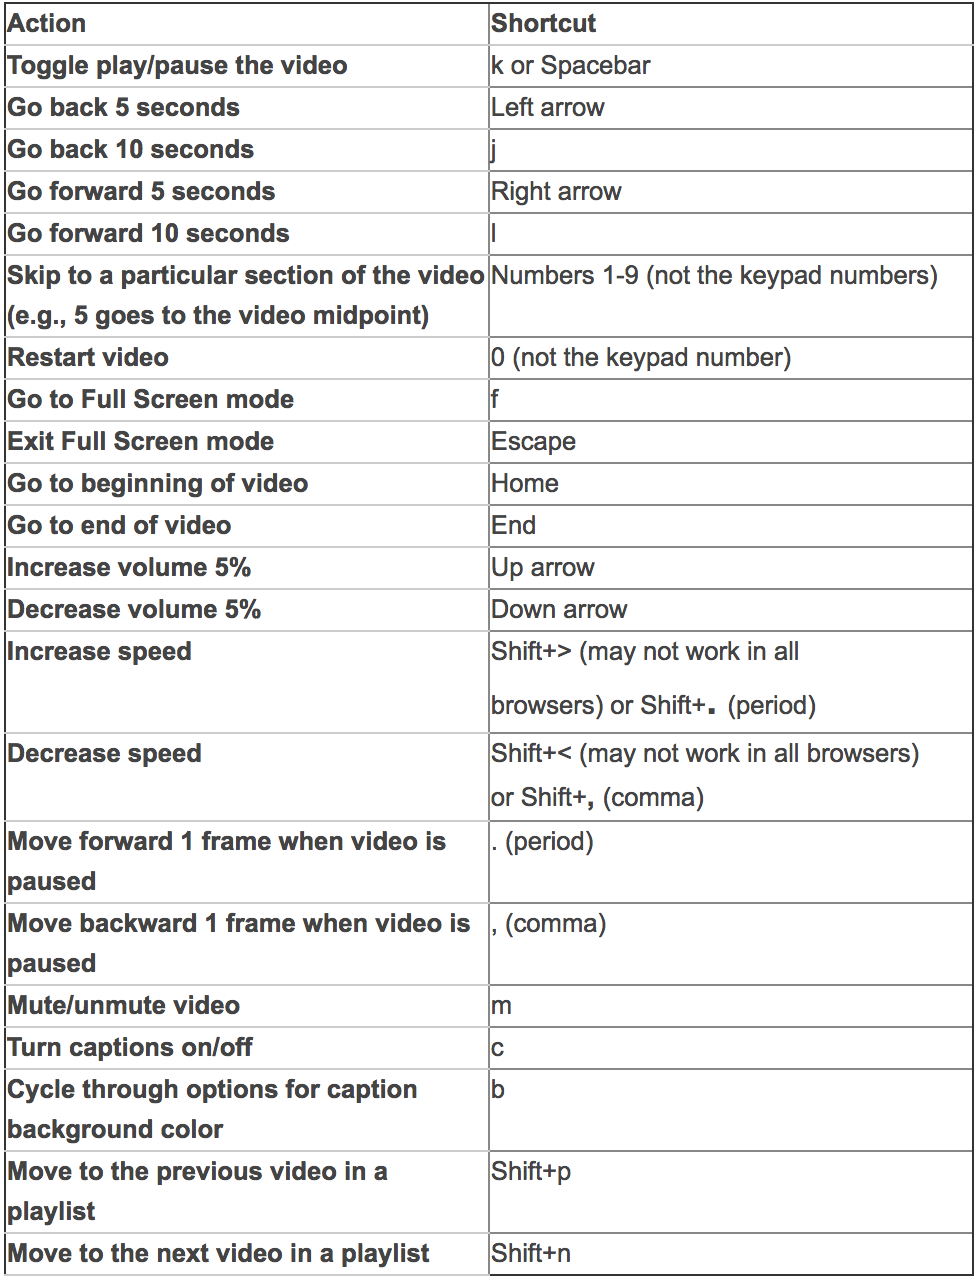 Action Shortcut
Toggle play/pause the video k or Spacebar
Go back 5 seconds Left arrow
Go back 10 seconds j
Go forward 5 seconds Right arrow
Go forward 10 seconds l
Skip to a particular section of the video Numbers 1-9 (not the keypad numbers)
(e.g., 5 goes to the video midpoint)
Restart video 0 (not the keypad number)
Go to Full Screen mode f
Exit Full Screen mode Escape
Go to beginning of video Home
Go to end of video End
Increase volume 5% Up arrow
Decrease volume 5% Down arrow
Increase speed Shift+> (may not work in all
browsers) or Shift+. (period)
Decrease speed Shift+< (may not work in all browsers)
or Shift+, (comma)
Move forward 1 frame when video is . (period)
paused
Move backward 1 frame when video is , (comma)
paused
Mute/unmute video m
Turn captions on/off c
Cycle through options for caption b
background color
Move to the previous video in a Shift+p
playlist
Move to the next video in a playlist Shift+n